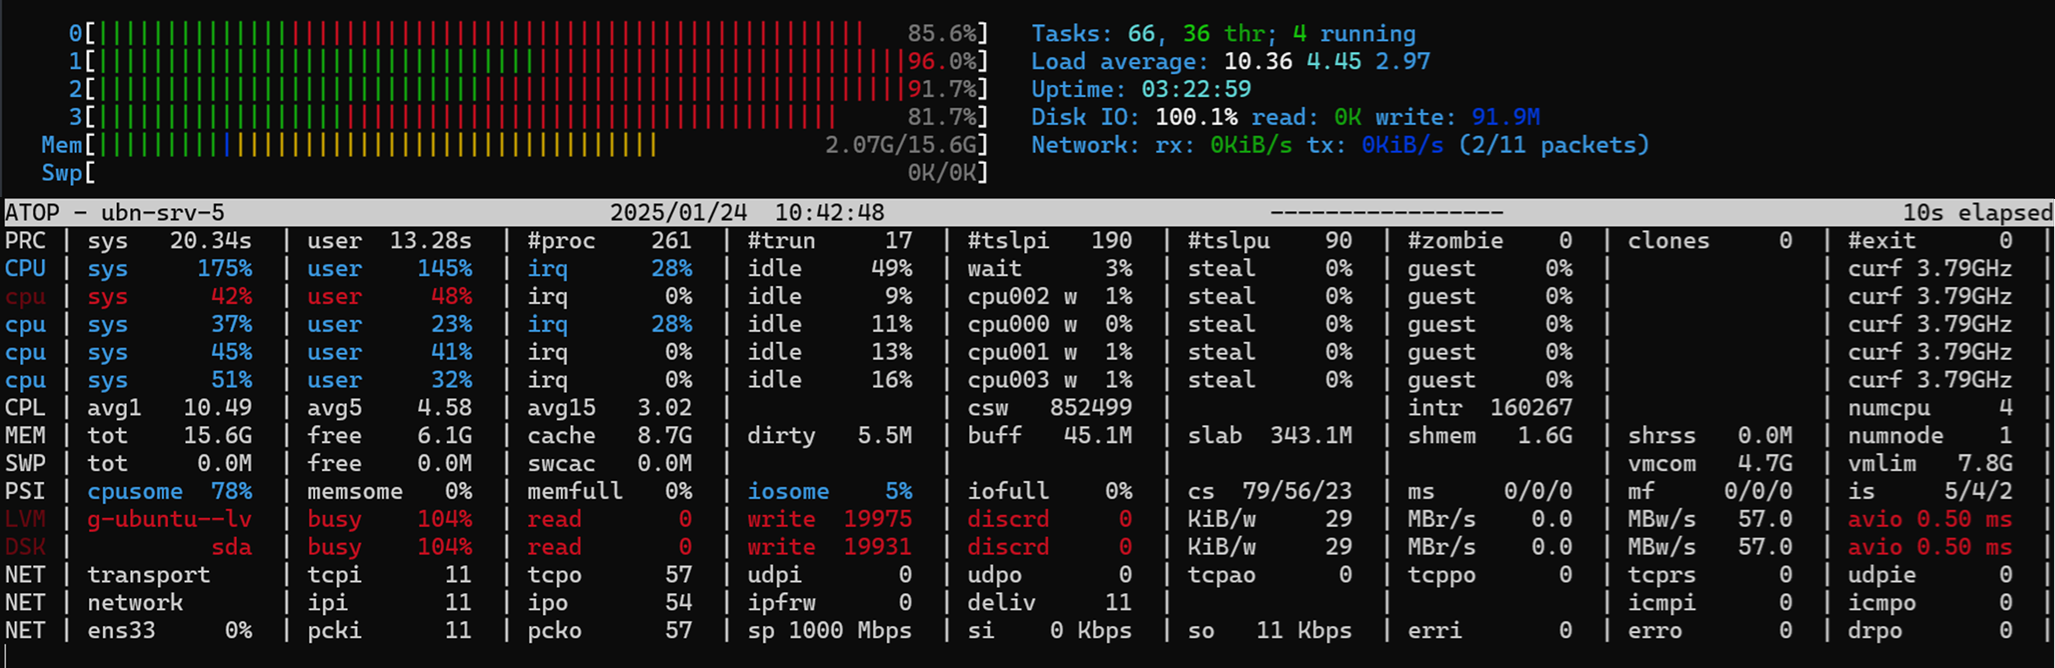 0[ 85.6%] Tasks: 66, 36 thr; 4 running
1[ 96.0%] Load average: 10.36 4.45 2.97
2[ 91.7%] Uptime: 03:22:59
3[ 81.7%] Disk IO: 100.1% read: 0K write: 91.9M
Mem[ 2.07G/15.6G] Network: rx: 0KiB/s tx: 0KiB/s (2/11 packets)
Swp[ 0K/0K]
ATOP - ubn-srv-5 2025/01/24 10:42:48 ----------------- 10s elapsed
PRC | sys 20.34s | user 13.28s | #proc 261 | #trun 17 | #tslpi 190 | #tslpu 90 | #zombie 0 | clones 0 | #exit 0 |
CPU | sys 175% | user 145% | irq 28% | idle 49% | wait 3% | steal 0% | guest 0% | | curf 3.79GHz |
cpu | sys 42% | user 48% | irq 0% | idle 9% | cpu002 w 1% | steal 0% | guest 0% | | curf 3.79GHz |
cpu | sys 37% | user 23% | irq 28% | idle 11% | cpu000 w 0% | steal 0% | guest 0% | | curf 3.79GHz |
cpu | sys 45% | user 41% | irq 0% | idle 13% | cpu001 w 1% | steal 0% | guest 0% | | curf 3.79GHz |
cpu | sys 51% | user 32% | irq 0% | idle 16% | cpu003 w 1% | steal 0% | guest 0% | | curf 3.79GHz |
CPL | avg1 10.49 | avg5 4.58 | avg15 3.02 | | csw 852499 | | intr 160267 | | numcpu 4 |
MEM | tot 15.6G | free 6.1G | cache 8.7G | dirty 5.5M | buff 45.1M | slab 343.1M | shmem 1.6G | shrss 0.0M | numnode 1 |
SWP | tot 0.0M | free 0.0M | swcac 0.0M | | | | | vmcom 4.7G | vmlim 7.8G |
PSI | cpusome 78% | memsome 0% | memfull 0% | iosome 5% | iofull 0% | cs 79/56/23 | ms 0/0/0 | mf 0/0/0 | is 5/4/2 |
LVM | g-ubuntu--lv | busy 104% | read 0 | write 19975 | discrd 0 | KiB/w 29 | MBr/s 0.0 | MBw/s 57.0 | avio 0.50 ms |
DSK | sda | busy 104% | read 0 | write 19931 | discrd 0 | KiB/w 29 | MBr/s 0.0 | MBw/s 57.0 | avio 0.50 ms |
NET | transport | tcpi 11 | tcpo 57 | udpi 0 | udpo 0 | tcpao 0 | tcppo 0 | tcprs 0 | udpie 0 |
NET | network | ipi 11 | ipo 54 | ipfrw 0 | deliv 11 | | | icmpi 0 | icmpo 0 |
NET | ens33 0% | pcki 11 | pcko 57 | sp 1000 Mbps | si 0 Kbps | so 11 Kbps | erri 0 | erro 0 | drpo 0 |